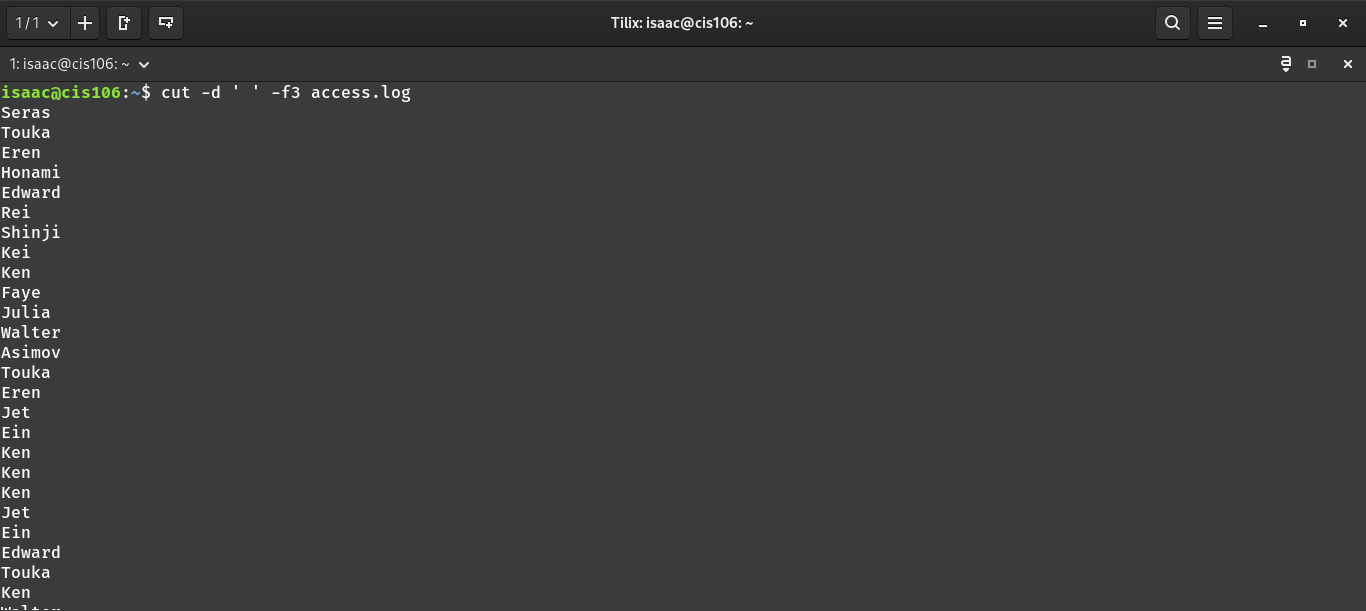 1 / 1
Tilix: isaac@cis106: ~
1: isaac@cis106: ~
isaac@cis106:~$ cut -d ' ' -f3 access.log
Seras
Touka
Eren
Honami
Edward
Rei
Shinji
Kei
Ken
Faye
Julia
Walter
Asimov
Touka
Eren
Jet
Ein
Ken
Ken
Ken
Jet
Ein
Edward
Touka
Ken
Walter